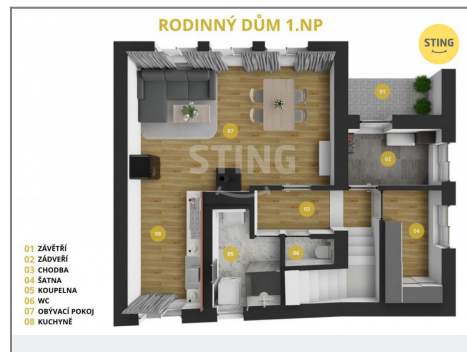 RODINNÝ DŮM 1.NP
STING
01
02
07
STING
03
08
04
05
06
01 ZÁVĚTŘÍ
02 ZÁDVEŘÍ
03 CHODBA
04 ŠATNA
05 KOUPELNA
06 WC
07 OBÝVACÍ POKOJ
08 KUCHYNĚ